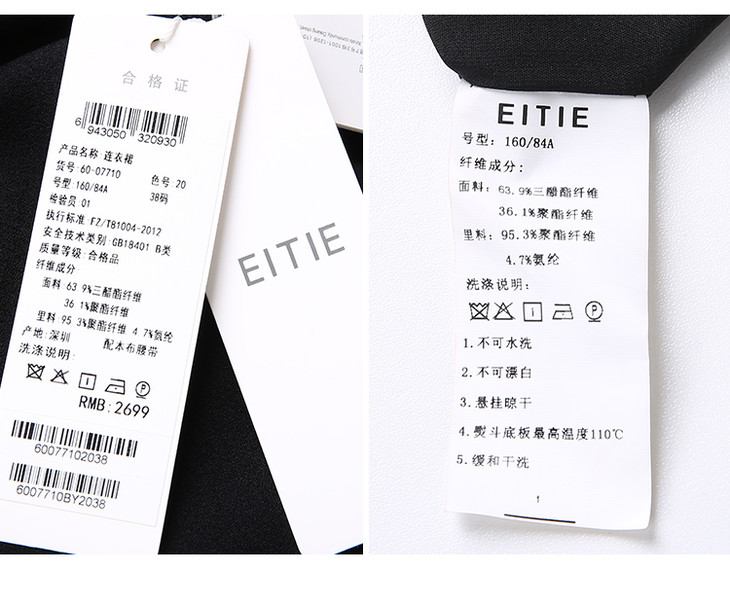 合格证
6 943050 320930
产品名称:连衣裙
货号:60-07710 色号:20
号型:160/84A 38码
检验员 01
执行标准:FZ/T81004-2012
安全技术类别:GB18401 B类
质量等级:合格品
纤维成分
面料 63 9%三醋酯纤维
36 1%聚酯纤维
里料 95 3%聚酯纤维 4 7%氨纶
产地:深圳 配本布腰带
洗涤说明:
P
RMB:2699
60077102038
6007710BY2038
EITIE
EITIE
号型: 160/84A
纤维成分:
面料: 63.9%三醋酯纤维
36.1%聚酯纤维
里料: 95.3%聚酯纤维
4.7%氨纶
洗涤说明:
P
1.不可水洗
2.不可漂白
3.悬挂晾干
4.熨斗底板最高温度110℃
5.缓和干洗
1